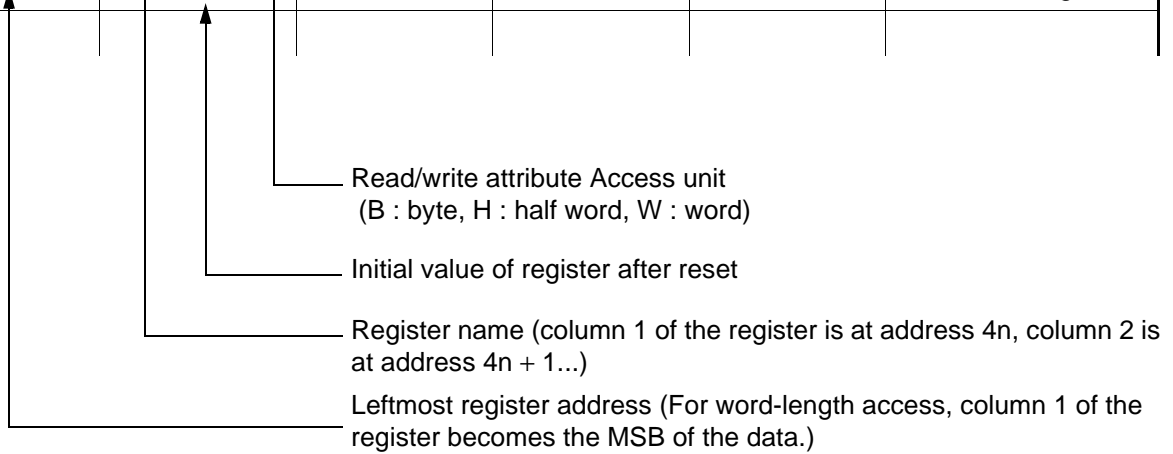 Read/write attribute Access unit
(B : byte, H : half word, W : word)
Initial value of register after reset
Register name (column 1 of the register is at address 4n, column 2 is
at address 4n + 1...)
Leftmost register address (For word-length access, column 1 of the
register becomes the MSB of the data.)